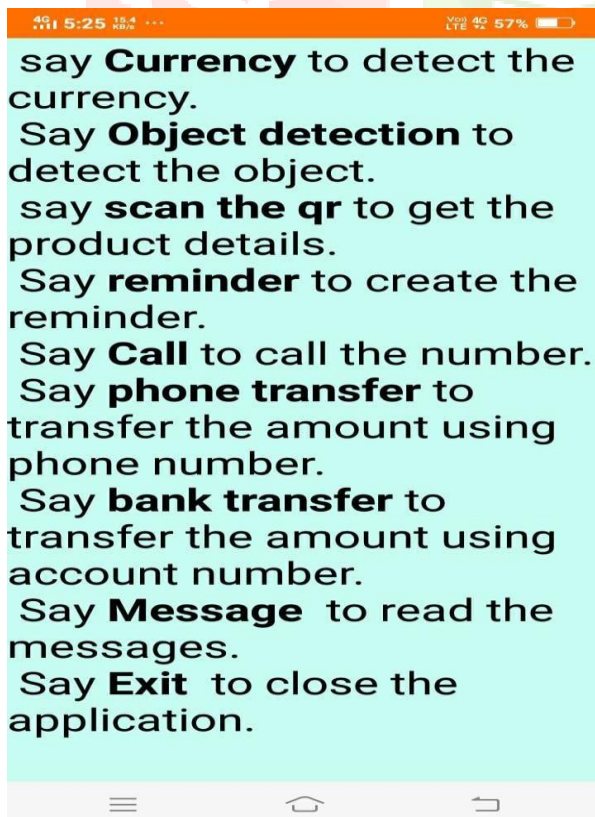 4G 5:25 15.4 KB/s ... VoD LTE 4G 57%
say Currency to detect the
currency.
Say Object detection to
detect the object.
say scan the qr to get the
product details.
Say reminder to create the
reminder.
Say Call to call the number.
Say phone transfer to
transfer the amount using
phone number.
Say bank transfer to
transfer the amount using
account number.
Say Message to read the
messages.
Say Exit to close the
application.